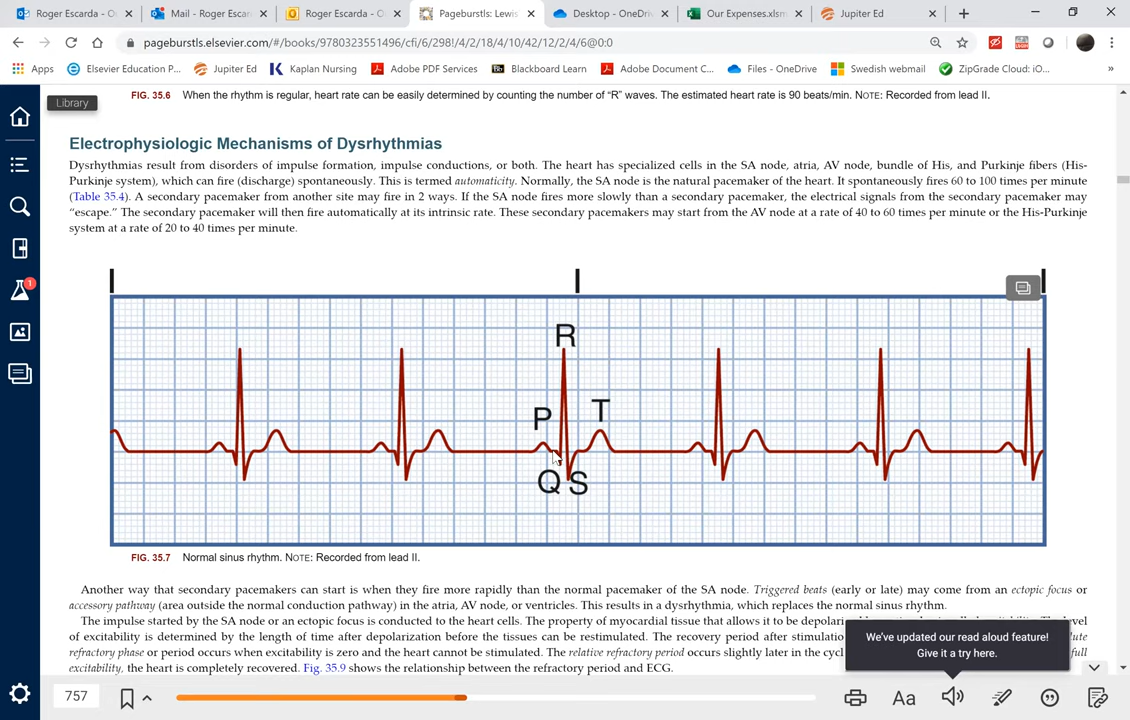 Roger Escarda - O
Mail - Roger Escar
Roger Escarda - O
Pageburstls: Lewis
Desktop - OneDriv
Our Expenses.xlsm
Jupiter Ed
pageburstls.elsevier.com/#/books/9780323551496/cfi/6/298!/4/2/18/4/10/42/12/2/4/6@0:0
Apps
Elsevier Education P...
Jupiter Ed
Kaplan Nursing
Adobe PDF Services
Blackboard Learn
Adobe Document C...
Files - OneDrive
Swedish webmail
ZipGrade Cloud: iO...
»
Library
FIG. 35.6 When the rhythm is regular, heart rate can be easily determined by counting the number of “R” waves. The estimated heart rate is 90 beats/min. NOTE: Recorded from lead II.
Electrophysiologic Mechanisms of Dysrhythmias
Dysrhythmias result from disorders of impulse formation, impulse conductions, or both. The heart has specialized cells in the SA node, atria, AV node, bundle of His, and Purkinje fibers (His-
Purkinje system), which can fire (discharge) spontaneously. This is termed automaticity. Normally, the SA node is the natural pacemaker of the heart. It spontaneously fires 60 to 100 times per minute
(Table 35.4). A secondary pacemaker from another site may fire in 2 ways. If the SA node fires more slowly than a secondary pacemaker, the electrical signals from the secondary pacemaker may
“escape.” The secondary pacemaker will then fire automatically at its intrinsic rate. These secondary pacemakers may start from the AV node at a rate of 40 to 60 times per minute or the His-Purkinje
system at a rate of 20 to 40 times per minute.
R
P
T
Q S
FIG. 35.7 Normal sinus rhythm. NOTE: Recorded from lead II.
Another way that secondary pacemakers can start is when they fire more rapidly than the normal pacemaker of the SA node. Triggered beats (early or late) may come from an ectopic focus or
accessory pathway (area outside the normal conduction pathway) in the atria, AV node, or ventricles. This results in a dysrhythmia, which replaces the normal sinus rhythm.
The impulse started by the SA node or an ectopic focus is conducted to the heart cells. The property of myocardial tissue that allows it to be depolari
of excitability is determined by the length of time after depolarization before the tissues can be restimulated. The recovery period after stimulatio
refractory phase or period occurs when excitability is zero and the heart cannot be stimulated. The relative refractory period occurs slightly later in the cycl
excitability, the heart is completely recovered. Fig. 35.9 shows the relationship between the refractory period and ECG.
We've updated our read aloud feature!
Give it a try here.
1
757
Aa